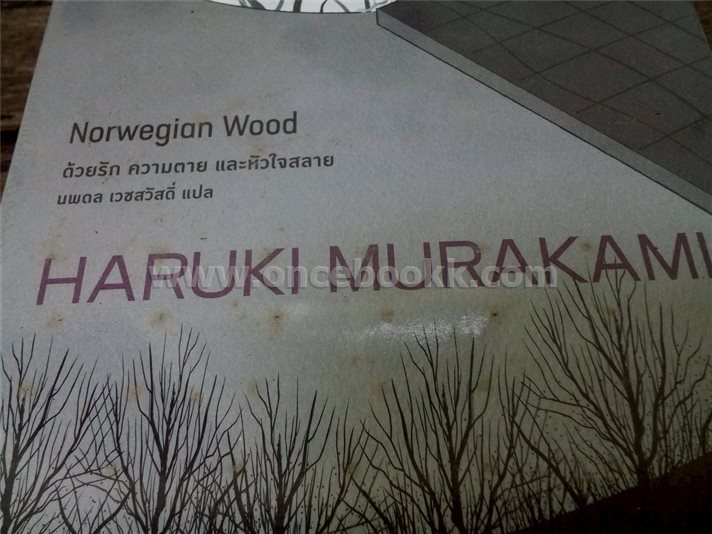 Norwegian Wood
ด้วยรัก ความตาย และหัวใจสลาย
นพดล เวชสวัสดิ์ แปล
HARUKI MURAKAMI
www.oncebookk.com